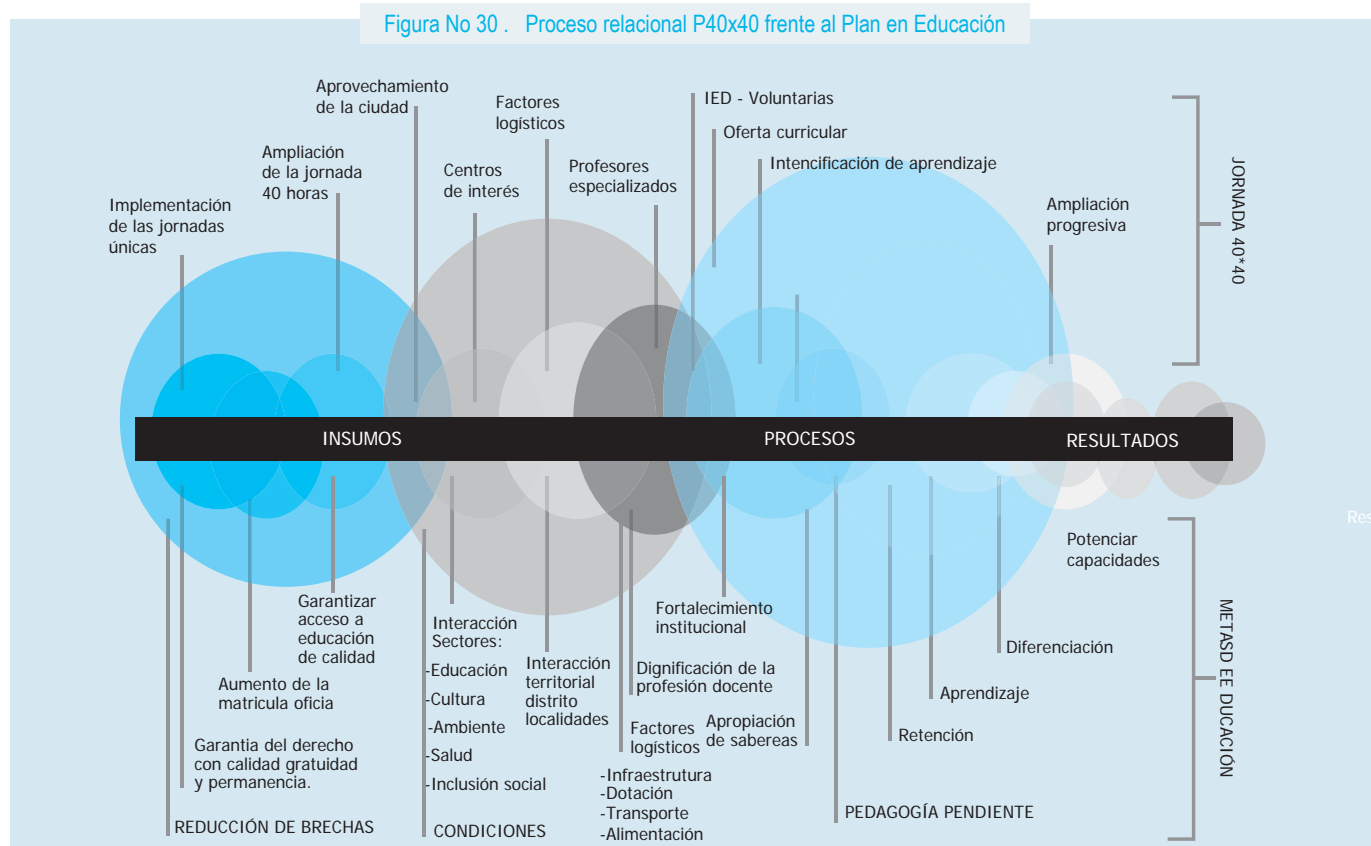 Figura No 30 . Proceso relacional P40x40 frente al Plan en Educación
Aprovechamiento
de la ciudad
Factores
logísticos
IED - Voluntarias
Oferta curricular
Ampliación
de la jornada
40 horas
Centros
de interés
Profesores
especializados
Intencificación de aprendizaje
Implementación
de las jornadas
únicas
Ampliación
progresiva
JORNADA 40*40
INSUMOS
PROCESOS
RESULTADOS
Res
Potenciar
capacidades
Garantizar
acceso a
educación
de calidad
Interacción
Sectores:
-Educación
-Cultura
-Ambiente
-Salud
-Inclusión social
Fortalecimiento
institucional
Diferenciación
Interacción
territorial
distrito
localidades
Dignificación de la
profesión docente
Aumento de la
matricula oficia
Aprendizaje
Apropiación
de sabereas
Retención
Factores
logísticos
-Infraestrutura
-Dotación
-Transporte
-Alimentación
Garantia del derecho
con calidad gratuidad
y permanencia.
PEDAGOGÍA PENDIENTE
REDUCCIÓN DE BRECHAS
CONDICIONES
METASD EE DUCACIÓN